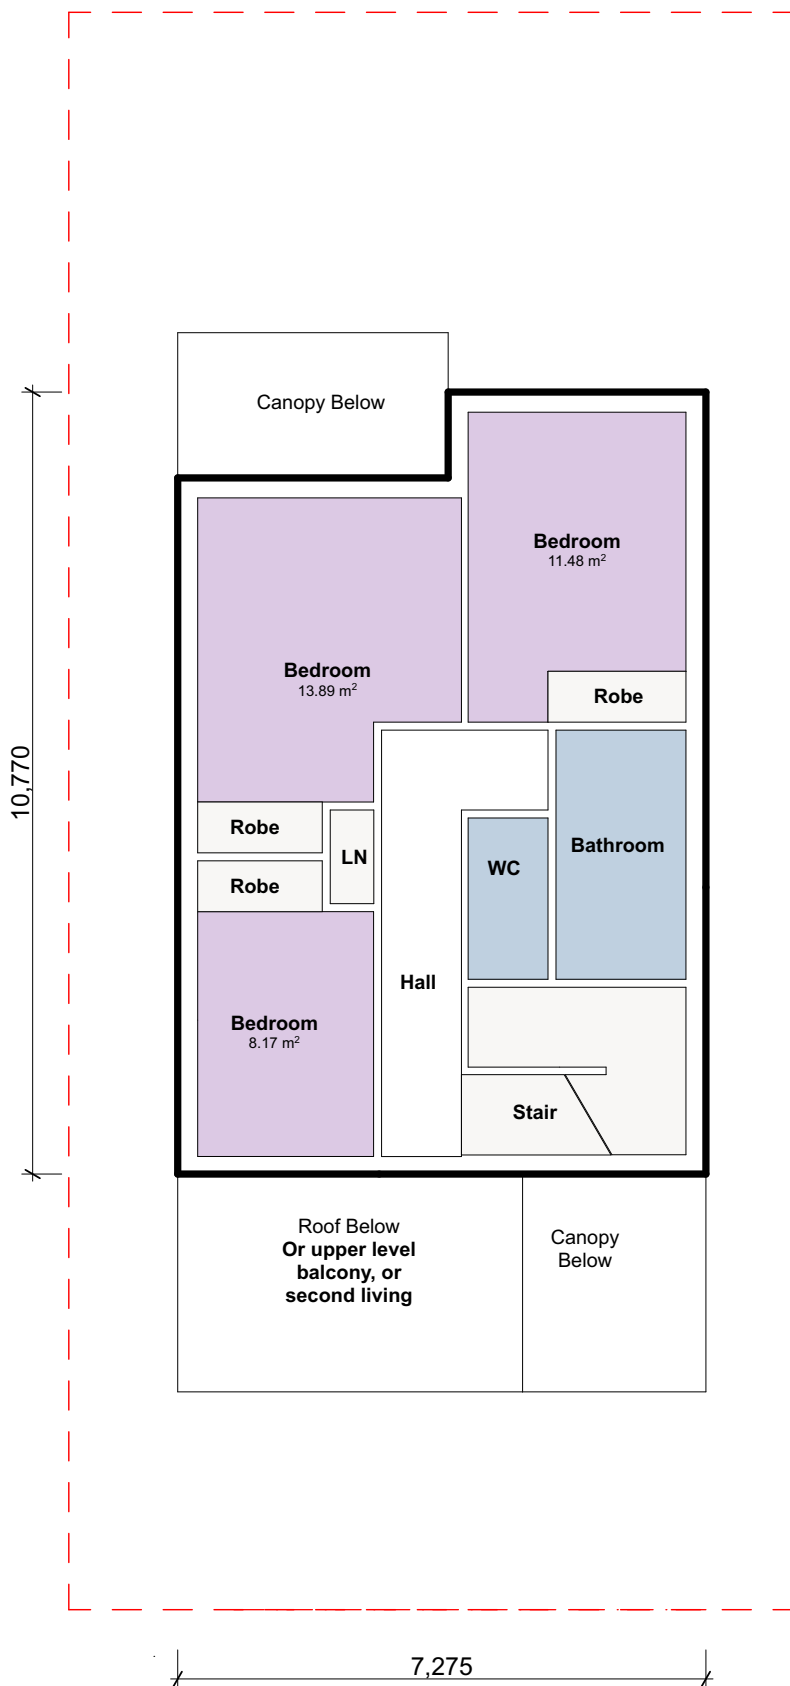 Canopy Below
Bedroom
11.48 m²
Bedroom
13.89 m²
Robe
10,770
Robe
LN
Bathroom
WC
Robe
Hall
Bedroom
8.17 m²
Stair
Roof Below
Or upper level
balcony, or
second living
Canopy
Below
7,275